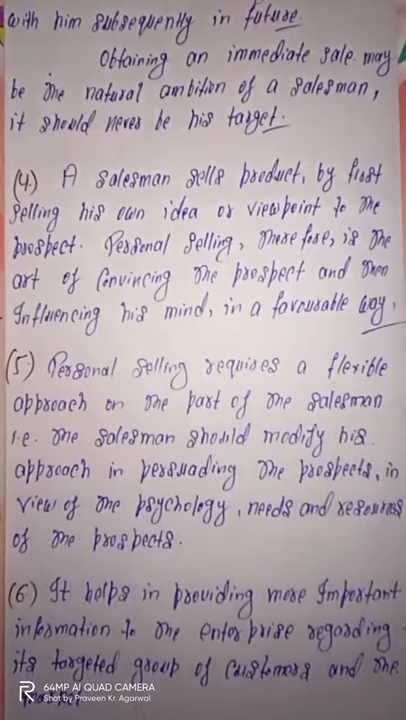 with him subsequently in future.
Obtaining an immediate sale may
be the natural ambition of a salesman,
it should never be his target.
(4.) A salesman sells product, by first
selling his own idea or viewpoint to the
prospect. Personal selling, therefore, is the
art of Convincing the prospect and then
Influencing his mind, in a favourable way.
(5) Personal selling requires a flexible
approach on the part of the salesman
i.e. the salesman should modify his
approach in persuading the prospects, in
view of the psychology, needs and resources
of the prospects.
(6) It helps in providing more Important
information to the enterprise regarding
its targeted group of customers and the
64MP AI QUAD CAMERA
Shot by Praveen Kr. Agarwal